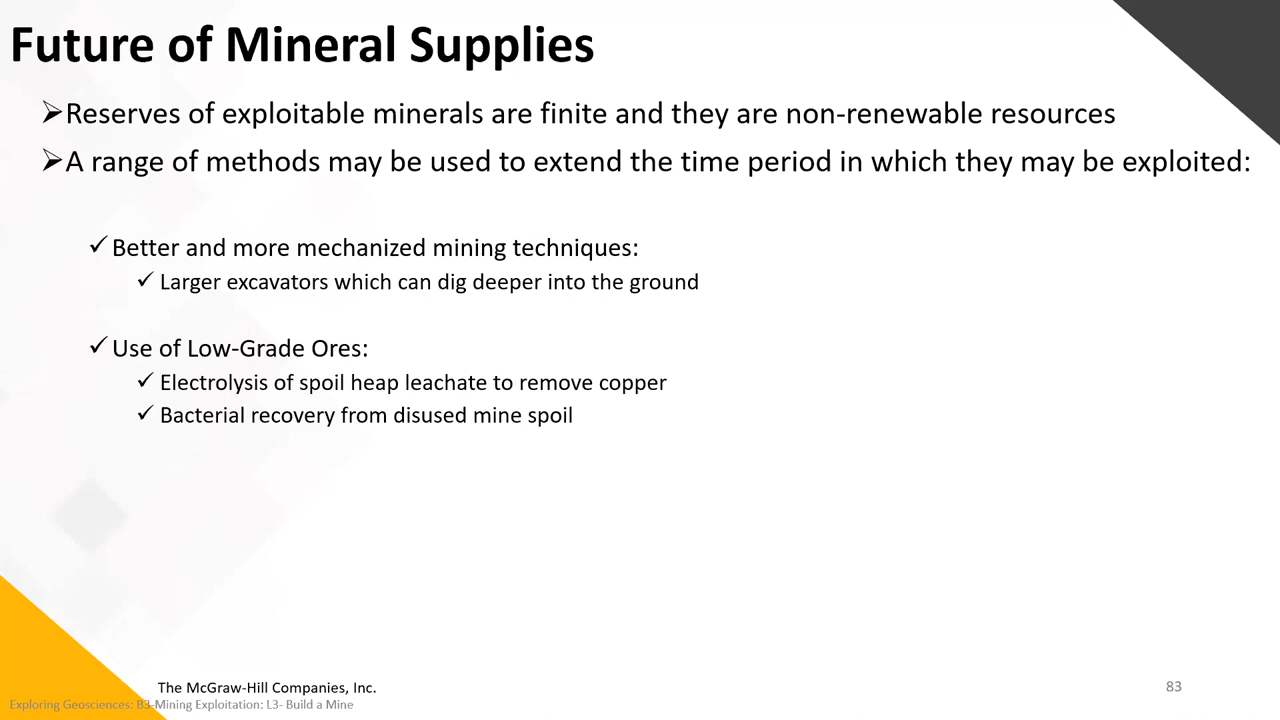 Future of Mineral Supplies
➢Reserves of exploitable minerals are finite and they are non-renewable resources
➢A range of methods may be used to extend the time period in which they may be exploited:
✓Better and more mechanized mining techniques:
✓Larger excavators which can dig deeper into the ground
✓Use of Low-Grade Ores:
✓Electrolysis of spoil heap leachate to remove copper
✓Bacterial recovery from disused mine spoil
The McGraw-Hill Companies, Inc.
83
Exploring Geosciences: B3-Mining Exploitation: L3- Build a Mine